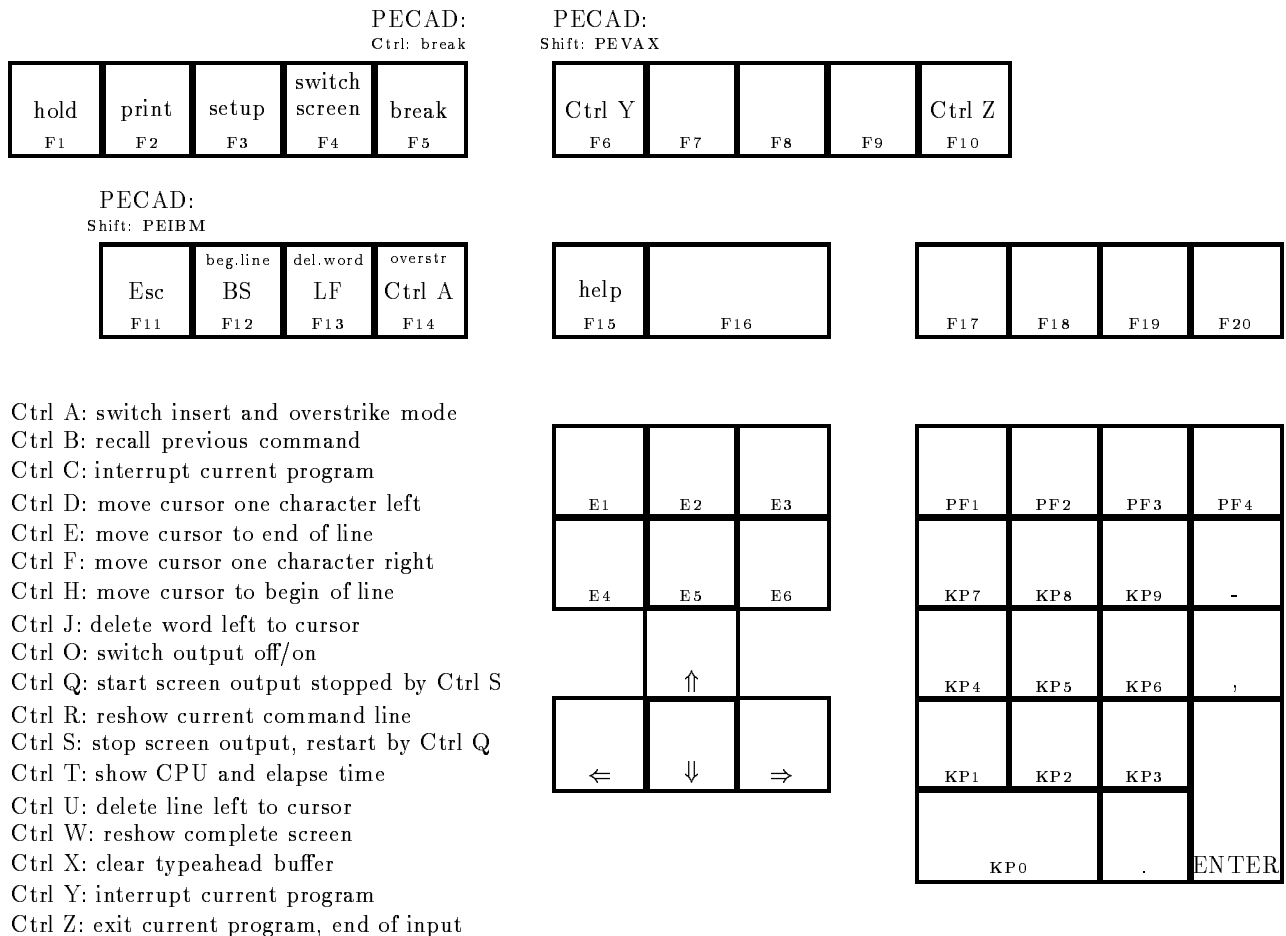 PECAD: PECAD:
Ctrl: break Shift: PEVAX
switch
hold print setup screen break Ctrl Y Ctrl Z
F1 F2 F3 F4 F5 F6 F7 F8 F9 F10
PECAD:
Shift: PEIBM
beg.line del.word overstr
Esc BS LF Ctrl A help
F11 F12 F13 F14 F15 F16 F17 F18 F19 F20
Ctrl A: switch insert and overstrike mode
Ctrl B: recall previous command
Ctrl C: interrupt current program
Ctrl D: move cursor one character left
Ctrl E: move cursor to end of line
Ctrl F: move cursor one character right
Ctrl H: move cursor to begin of line
Ctrl J: delete word left to cursor
Ctrl O: switch output off/on
Ctrl Q: start screen output stopped by Ctrl S
Ctrl R: reshow current command line
Ctrl S: stop screen output, restart by Ctrl Q
Ctrl T: show CPU and elapse time
Ctrl U: delete line left to cursor
Ctrl W: reshow complete screen
Ctrl X: clear typeahead buffer
Ctrl Y: interrupt current program
Ctrl Z: exit current program, end of input
E1 E2 E3
E4 E5 E6
⇑
⇐ ⇓ ⇒
PF1 PF2 PF3 PF4
KP7 KP8 KP9 -
KP4 KP5 KP6 ,
KP1 KP2 KP3
KP0 . ENTER